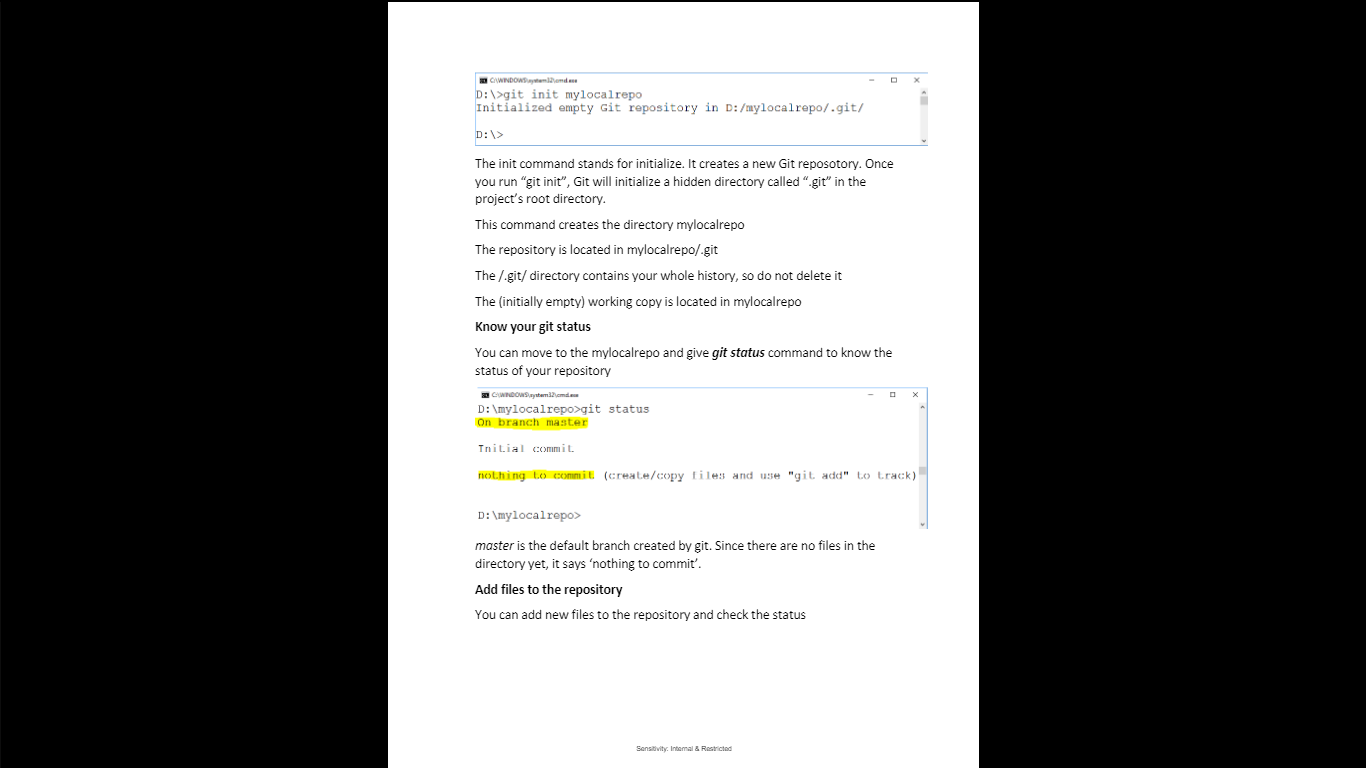 C:\WINDOWS\system32\cmd.exe
D:\>git init mylocalrepo
Initialized empty Git repository in D:/mylocalrepo/.git/
D:\>
The init command stands for initialize. It creates a new Git reposotory. Once
you run “git init”, Git will initialize a hidden directory called “.git” in the
project’s root directory.
This command creates the directory mylocalrepo
The repository is located in mylocalrepo/.git
The /.git/ directory contains your whole history, so do not delete it
The (initially empty) working copy is located in mylocalrepo
Know your git status
You can move to the mylocalrepo and give git status command to know the
status of your repository
C:\WINDOWS\system32\cmd.exe
D:\mylocalrepo>git status
On branch master
Initial commit
nothing to commit (create/copy files and use "git add" to track)
D:\mylocalrepo>
master is the default branch created by git. Since there are no files in the
directory yet, it says ‘nothing to commit’.
Add files to the repository
You can add new files to the repository and check the status
Sensitivity: Internal & Restricted